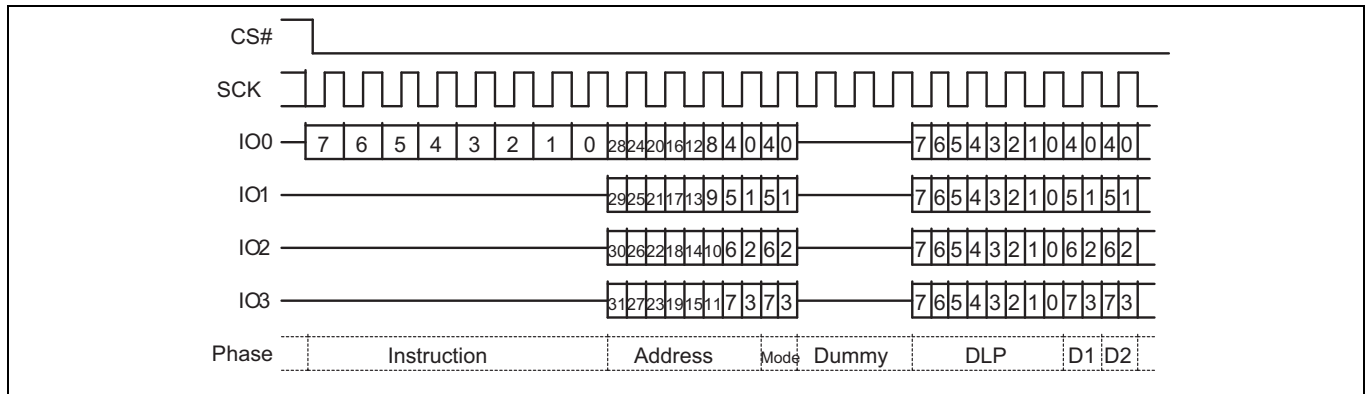 CS#
SCK
IO0 7 6 5 4 3 2 1 0 28 24 20 16 12 8 4 0 4 0 7 6 5 4 3 2 1 0 4 0 4 0
IO1 29 25 21 17 13 9 5 1 5 1 7 6 5 4 3 2 1 0 5 1 5 1
IO2 30 26 22 18 14 10 6 2 6 2 7 6 5 4 3 2 1 0 6 2 6 2
IO3 31 27 23 19 15 11 7 3 7 3 7 6 5 4 3 2 1 0 7 3 7 3
Phase Instruction Address Mode Dummy DLP D1 D2